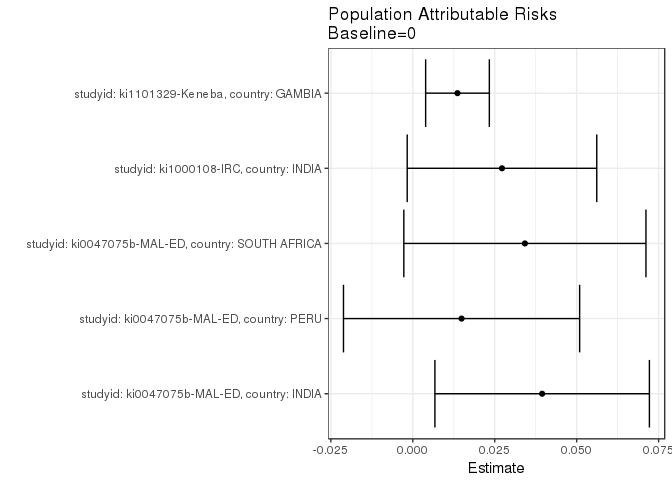 Population Attributable Risks
Baseline=0
studyid: ki1101329-Keneba, country: GAMBIA
studyid: ki1000108-IRC, country: INDIA
studyid: ki0047075b-MAL-ED, country: SOUTH AFRICA
studyid: ki0047075b-MAL-ED, country: PERU
studyid: ki0047075b-MAL-ED, country: INDIA
-0.025 0.000 0.025 0.050 0.075
Estimate